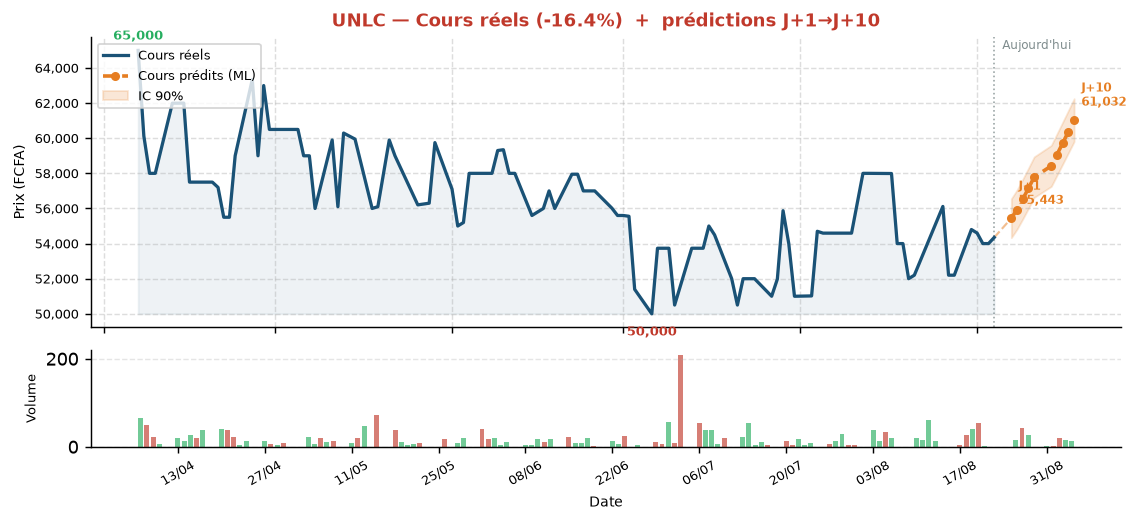 UNLC — Cours réels (-16.4%)  +  prédictions J+1→J+10
65,000
Aujourd'hui
Cours réels
Cours prédits (ML)
IC 90%
J+10
61,032
J+1
55,443
50,000
Prix (FCFA)
64,000
62,000
60,000
58,000
56,000
54,000
52,000
50,000
Volume
200
0
13/04
27/04
11/05
25/05
08/06
22/06
06/07
20/07
03/08
17/08
31/08
Date